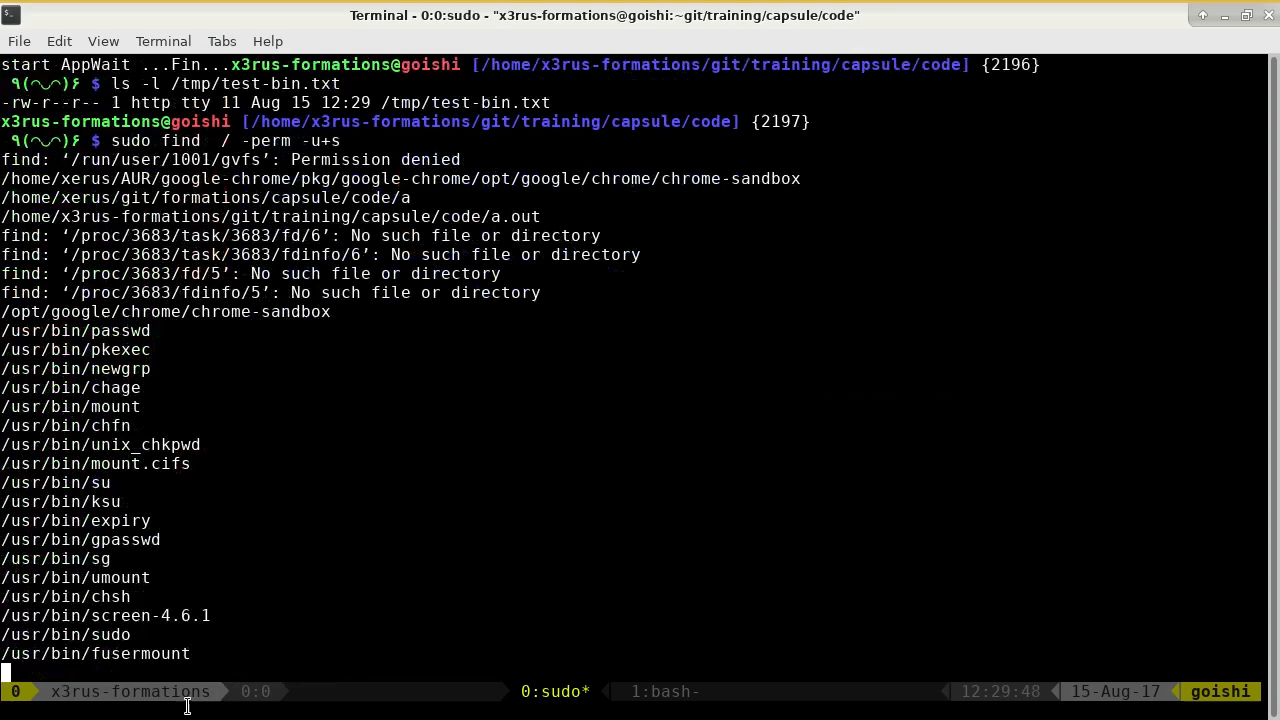 Terminal - 0:0:sudo - "x3rus-formations@goishi:~git/training/capsule/code"
File Edit View Terminal Tabs Help
start AppWait ...Fin...x3rus-formations@goishi [/home/x3rus-formations/git/training/capsule/code] {2196}
٩(◠◡◠)۶ $ ls -l /tmp/test-bin.txt
-rw-r--r-- 1 http tty 11 Aug 15 12:29 /tmp/test-bin.txt
x3rus-formations@goishi [/home/x3rus-formations/git/training/capsule/code] {2197}
٩(◠◡◠)۶ $ sudo find  / -perm -u+s
find: ‘/run/user/1001/gvfs’: Permission denied
/home/xerus/AUR/google-chrome/pkg/google-chrome/opt/google/chrome/chrome-sandbox
/home/xerus/git/formations/capsule/code/a
/home/x3rus-formations/git/training/capsule/code/a.out
find: ‘/proc/3683/task/3683/fd/6’: No such file or directory
find: ‘/proc/3683/task/3683/fdinfo/6’: No such file or directory
find: ‘/proc/3683/fd/5’: No such file or directory
find: ‘/proc/3683/fdinfo/5’: No such file or directory
/opt/google/chrome/chrome-sandbox
/usr/bin/passwd
/usr/bin/pkexec
/usr/bin/newgrp
/usr/bin/chage
/usr/bin/mount
/usr/bin/chfn
/usr/bin/unix_chkpwd
/usr/bin/mount.cifs
/usr/bin/su
/usr/bin/ksu
/usr/bin/expiry
/usr/bin/gpasswd
/usr/bin/sg
/usr/bin/umount
/usr/bin/chsh
/usr/bin/screen-4.6.1
/usr/bin/sudo
/usr/bin/fusermount
0 x3rus-formations 0:0 0:sudo* 1:bash- 12:29:48 15-Aug-17 goishi